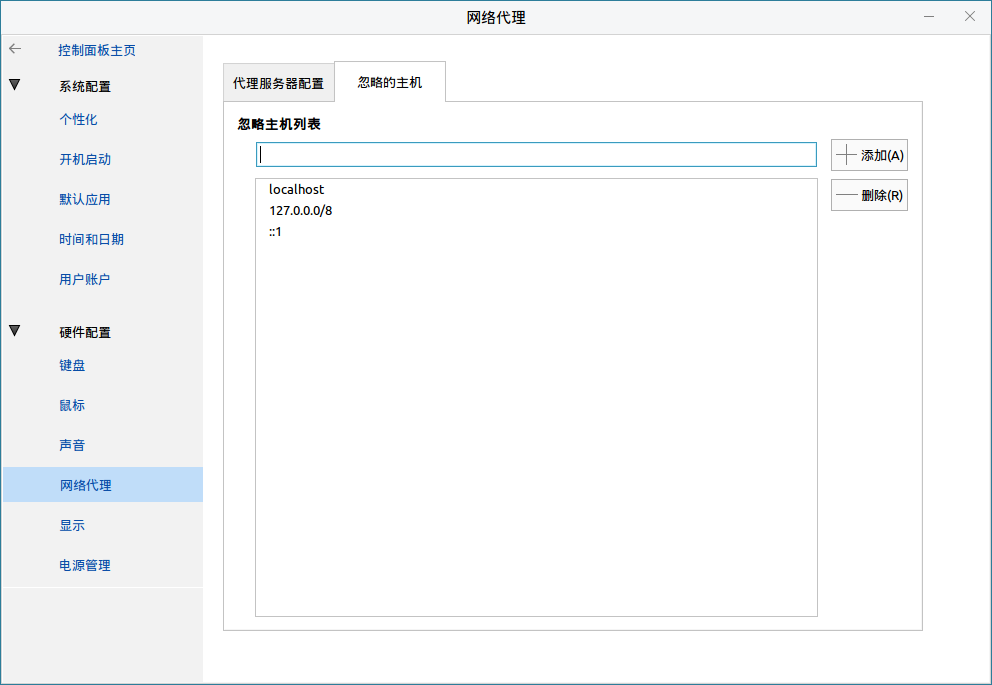 网络代理
控制面板主页
系统配置
个性化
开机启动
默认应用
时间和日期
用户账户
硬件配置
键盘
鼠标
声音
网络代理
显示
电源管理
代理服务器配置
忽略的主机
忽略主机列表
添加(A)
删除(R)
localhost
127.0.0.0/8
::1